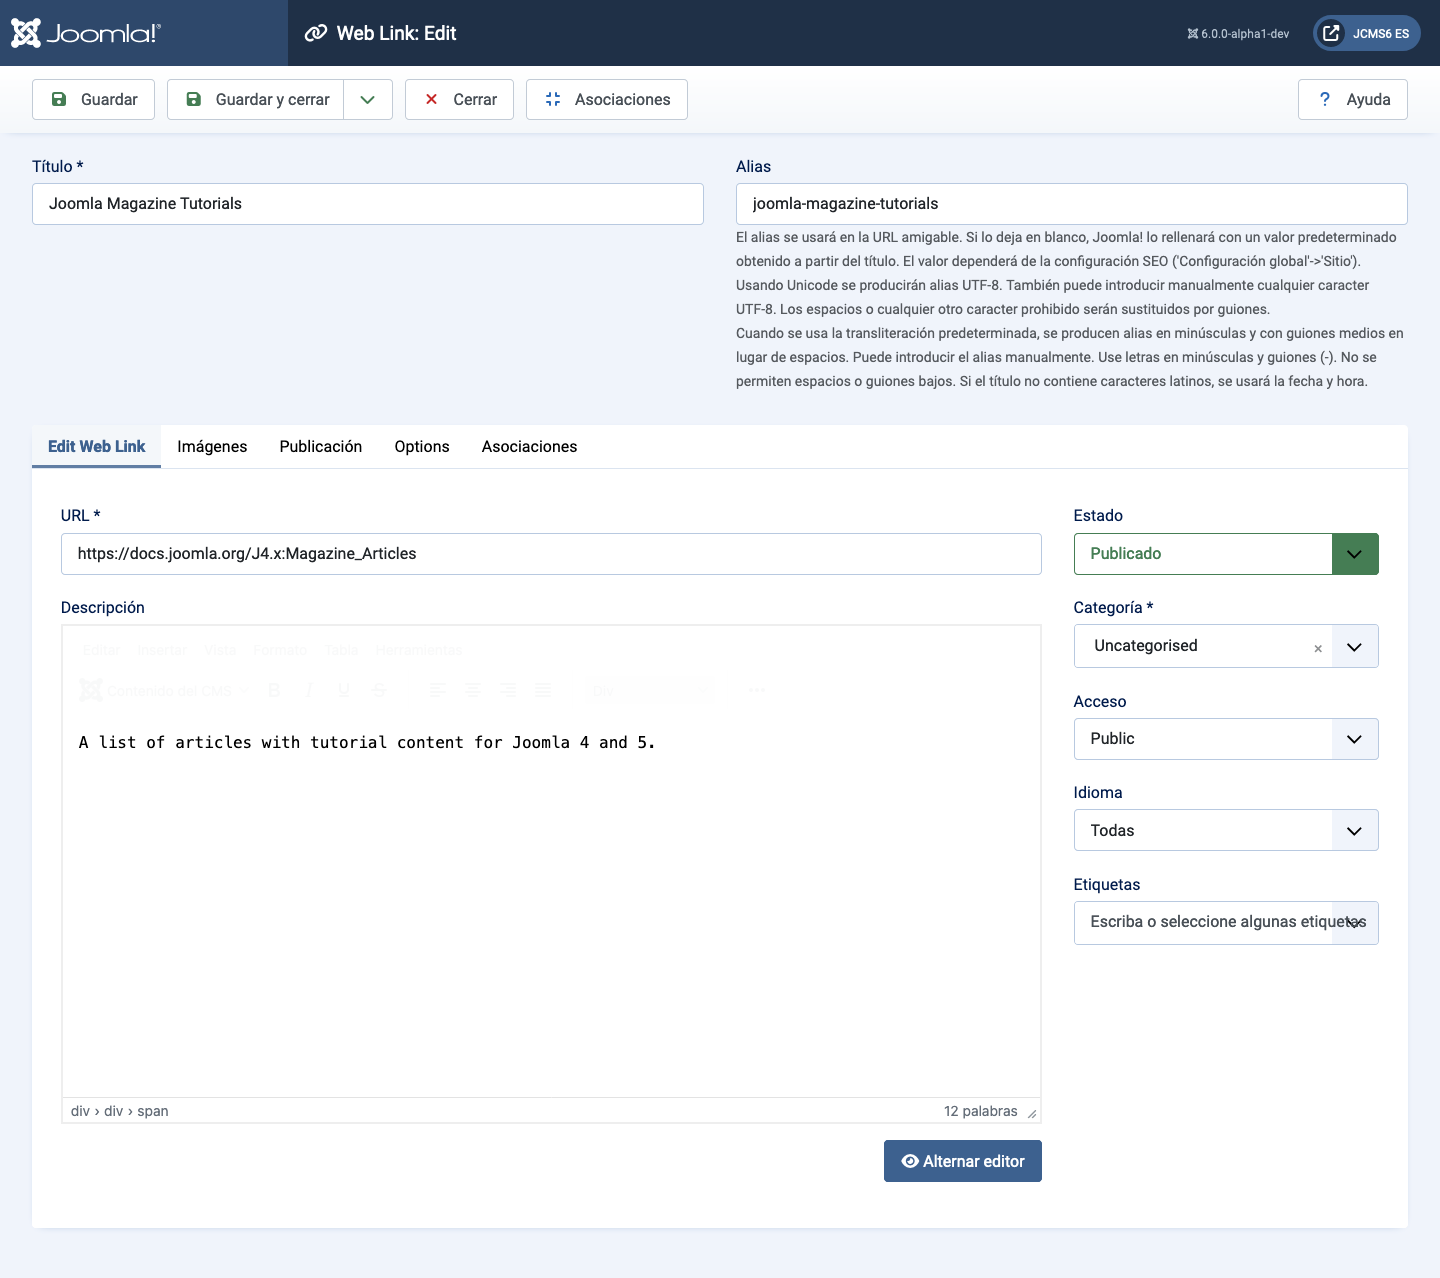 Joomla!®
Web Link: Edit
6.0.0-alpha1-dev
JCMS6 ES
Guardar
Guardar y cerrar
Cerrar
Asociaciones
? Ayuda
Título *
Joomla Magazine Tutorials
Alias
joomla-magazine-tutorials
El alias se usará en la URL amigable. Si lo deja en blanco, Joomla! lo rellenará con un valor predeterminado
obtenido a partir del título. El valor dependerá de la configuración SEO ('Configuración global'->'Sitio').
Usando Unicode se producirán alias UTF-8. También puede introducir manualmente cualquier caracter
UTF-8. Los espacios o cualquier otro caracter prohibido serán sustituidos por guiones.
Cuando se usa la transliteración predeterminada, se producen alias en minúsculas y con guiones medios en
lugar de espacios. Puede introducir el alias manualmente. Use letras en minúsculas y guiones (-). No se
permiten espacios o guiones bajos. Si el título no contiene caracteres latinos, se usará la fecha y hora.
Edit Web Link
Imágenes
Publicación
Options
Asociaciones
URL *
https://docs.joomla.org/J4.x:Magazine_Articles
Descripción
Editar Insertar Vista Formato Tabla Herramientas
Contenido del CMS B I U S Div ...
A list of articles with tutorial content for Joomla 4 and 5.
div › div › span
12 palabras
Alternar editor
Estado
Publicado
Categoría *
Uncategorised ×
Acceso
Public
Idioma
Todas
Etiquetas
Escriba o seleccione algunas etiquetas